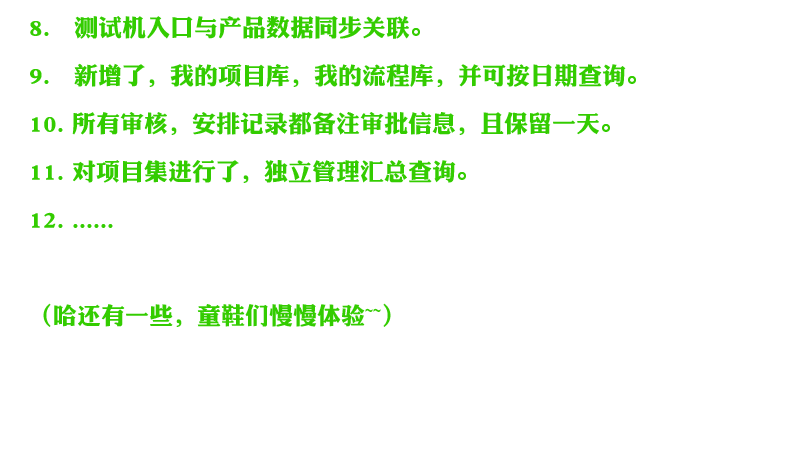 8. 测试机入口与产品数据同步关联。
9. 新增了，我的项目库，我的流程库，并可按日期查询。
10. 所有审核，安排记录都备注审批信息，且保留一天。
11. 对项目集进行了，独立管理汇总查询。
12. ……
（哈还有一些，童鞋们慢慢体验~~）